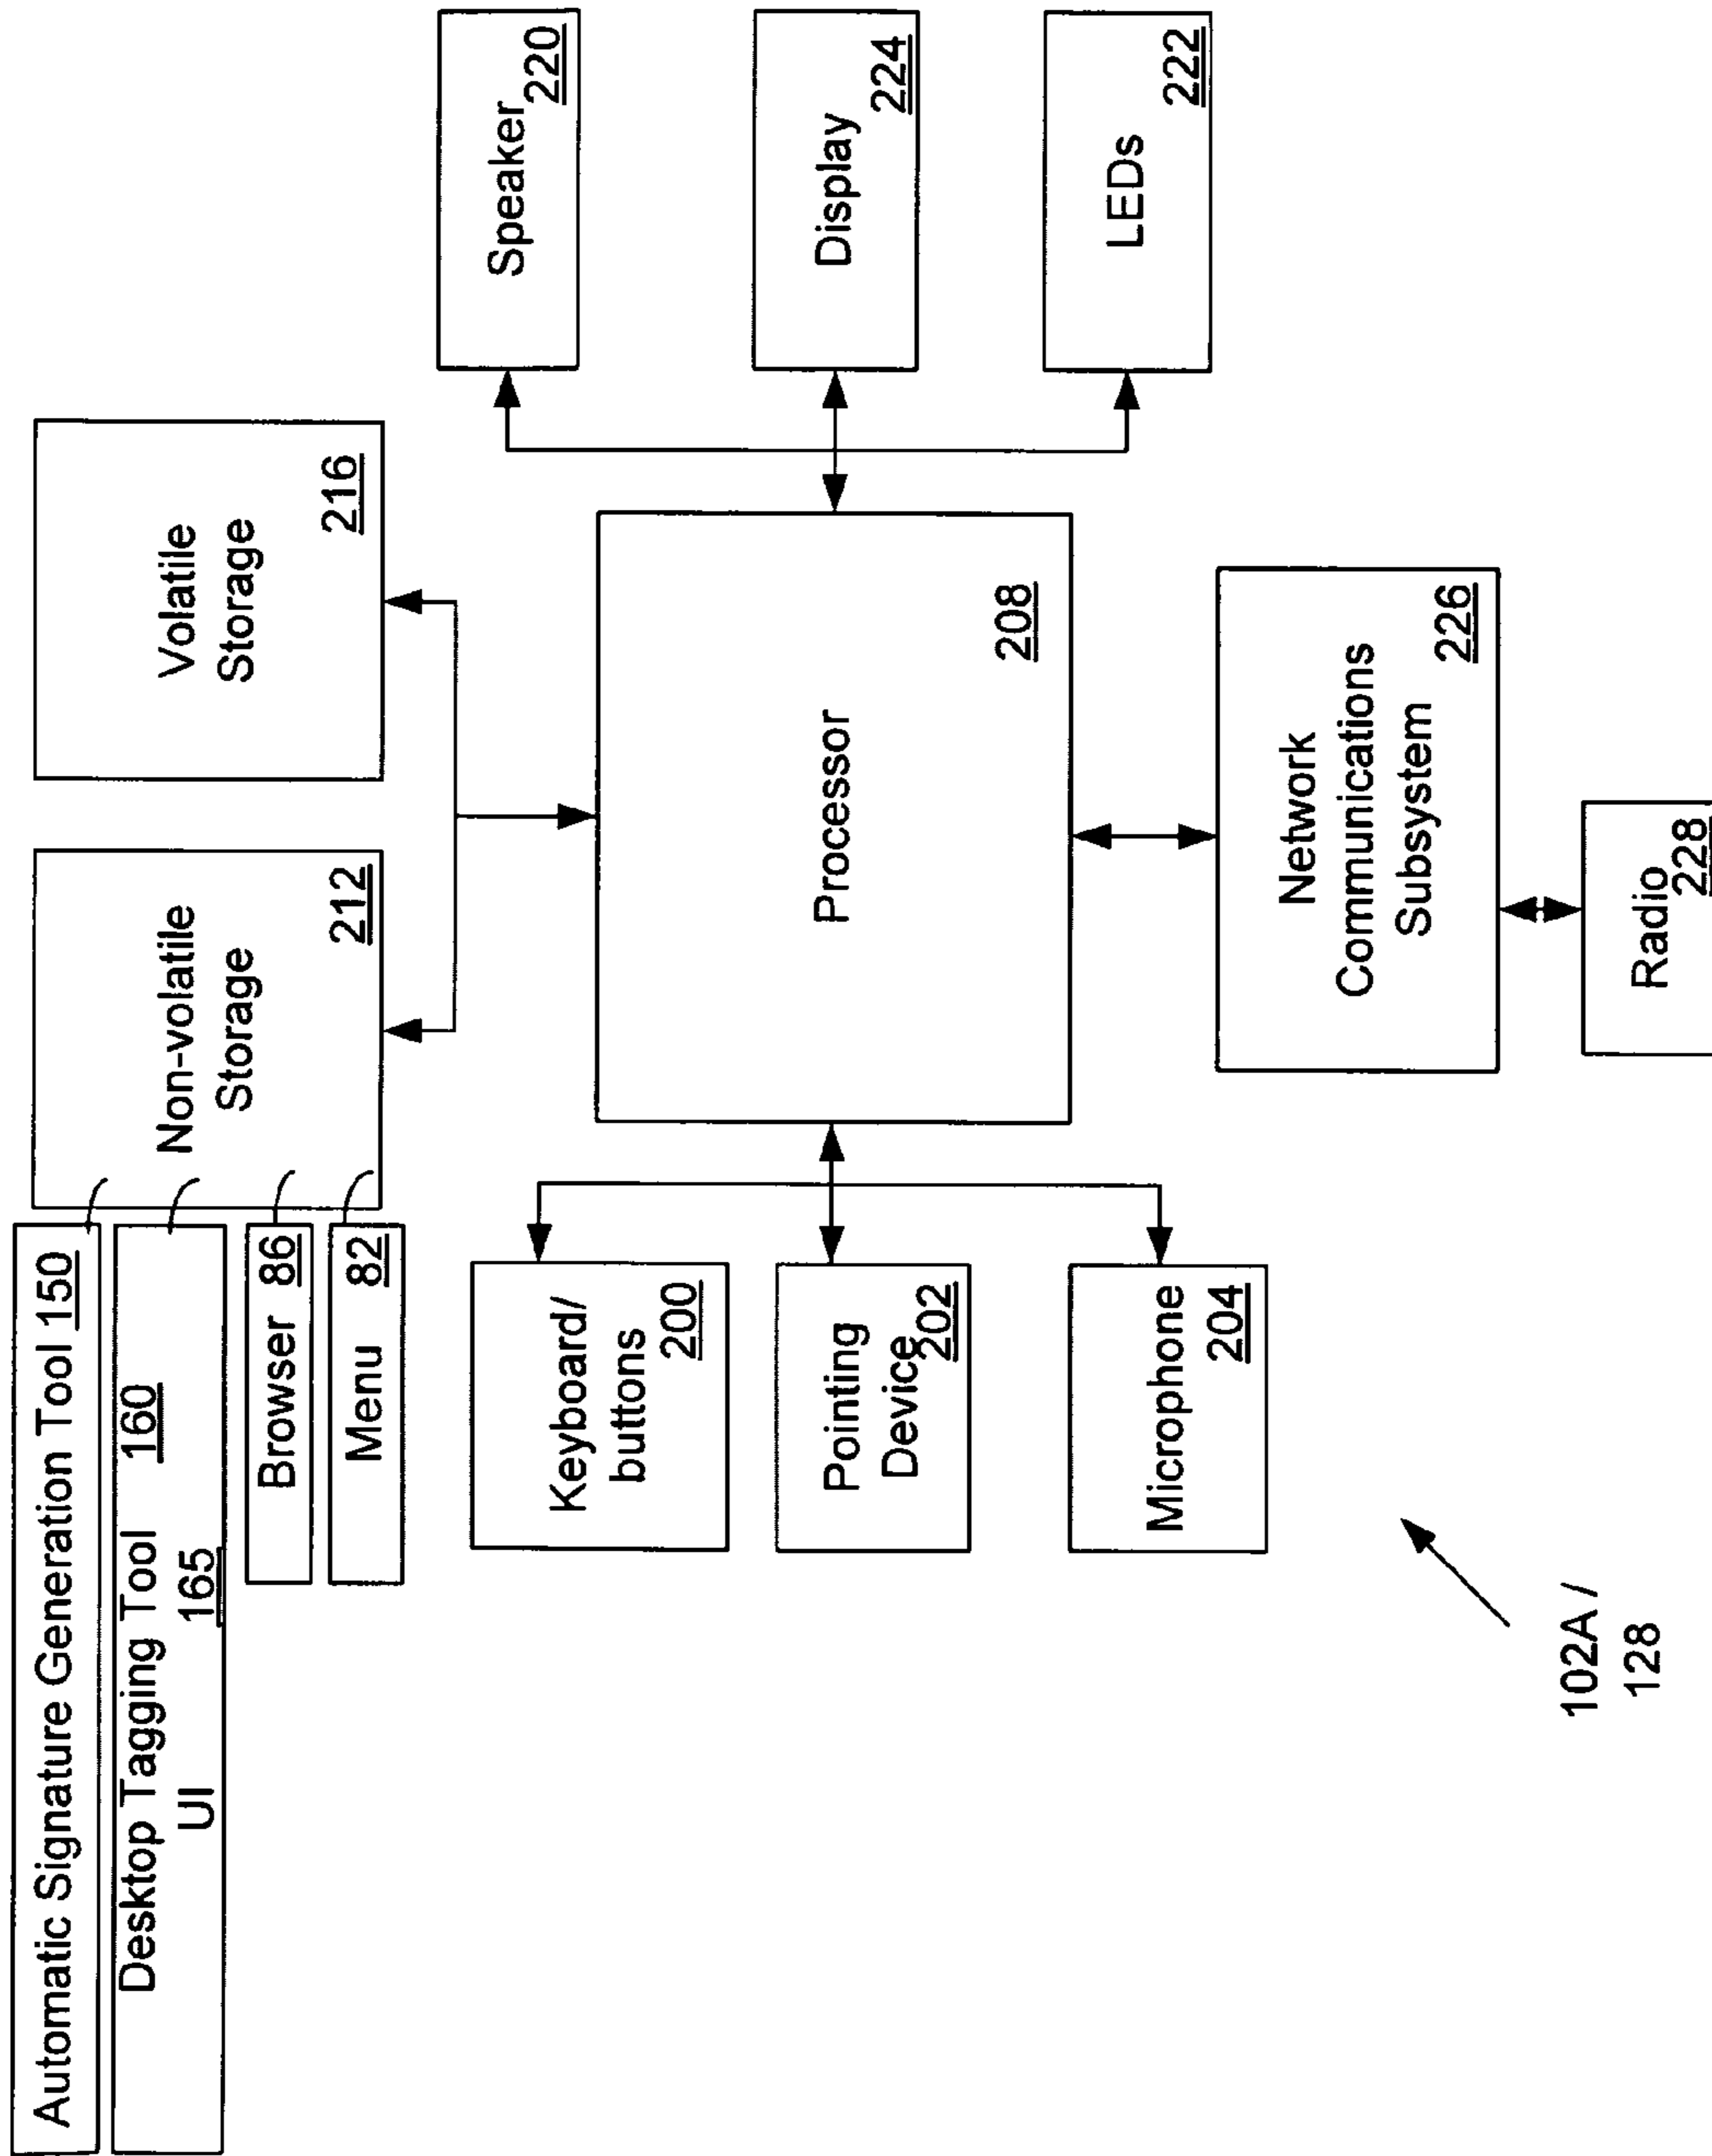 Automatic Signature Generation Tool 150
Desktop Tagging Tool 160
UI 165
Browser 86
Menu 82
Non-volatile
Storage
212
Volatile
Storage
216
Keyboard/
buttons
200
Pointing
Device
202
Microphone
204
Processor
208
Speaker
220
Display
224
LEDs
222
Network
Communications
Subsystem
226
Radio
228
102A /
128